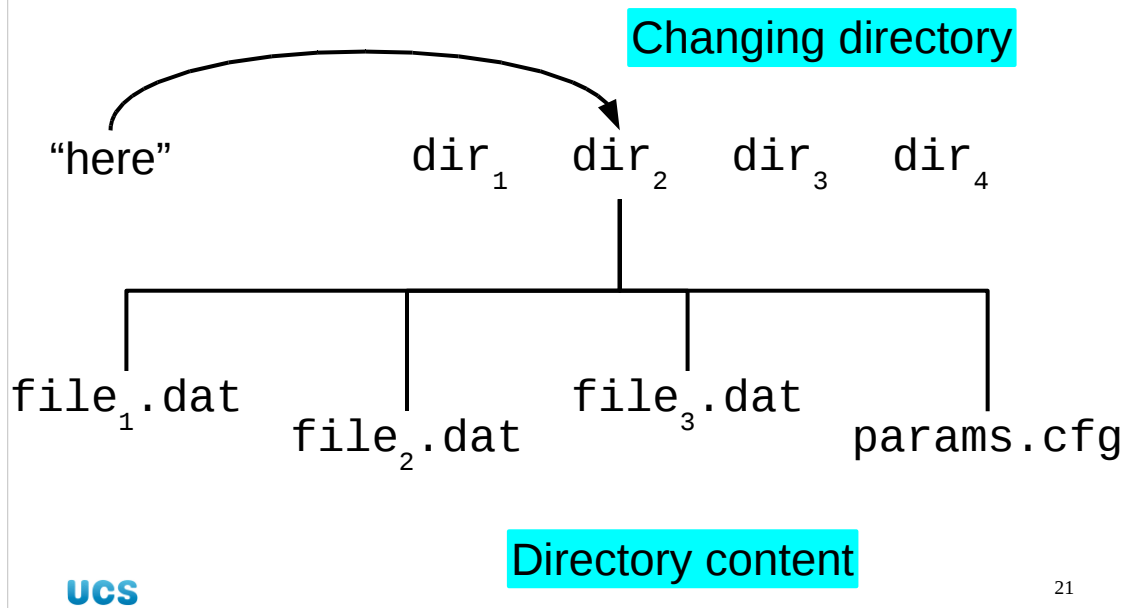 Changing directory
“here” dir₁ dir₂ dir₃ dir₄
file₁.dat file₃.dat
file₂.dat params.cfg
Directory content
UCS 21